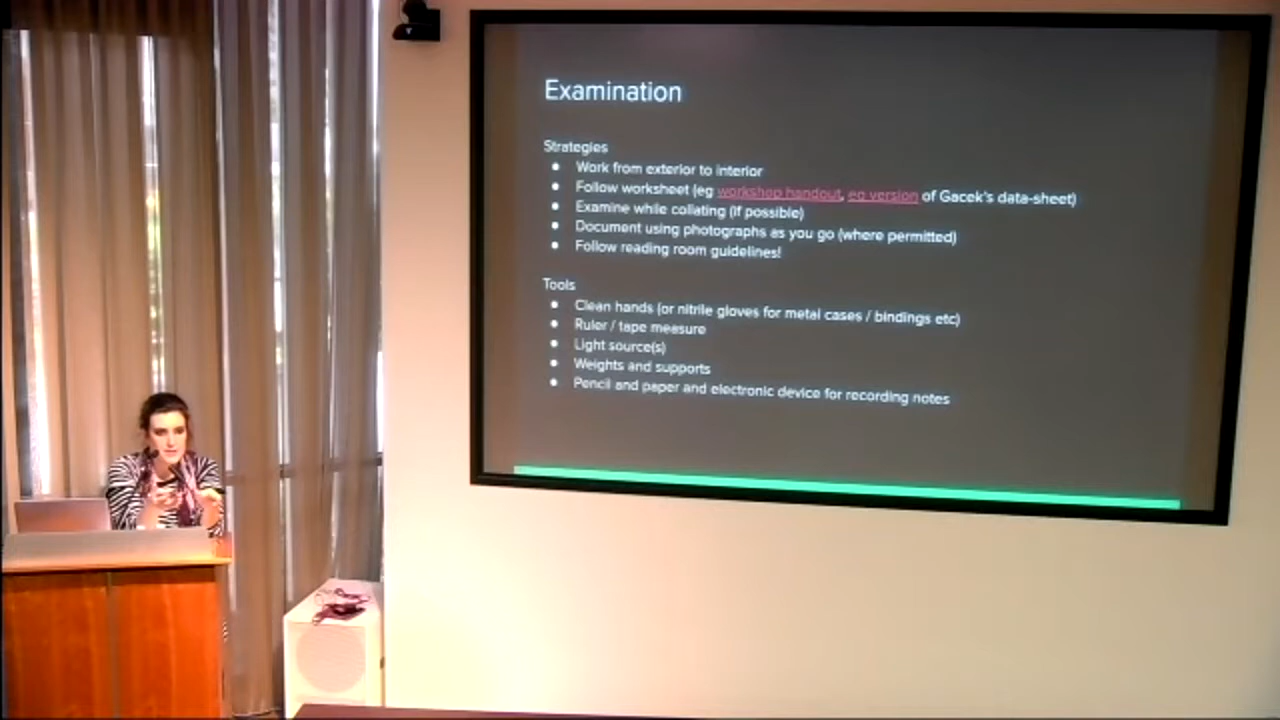 Examination
Strategies
● Work from exterior to interior
● Follow worksheet (eg workshop handout, eg version of Gacek's data-sheet)
● Examine while collating (if possible)
● Document using photographs as you go (where permitted)
● Follow reading room guidelines!
Tools
● Clean hands (or nitrile gloves for metal cases / bindings etc)
● Ruler / tape measure
● Light source(s)
● Weights and supports
● Pencil and paper and electronic device for recording notes